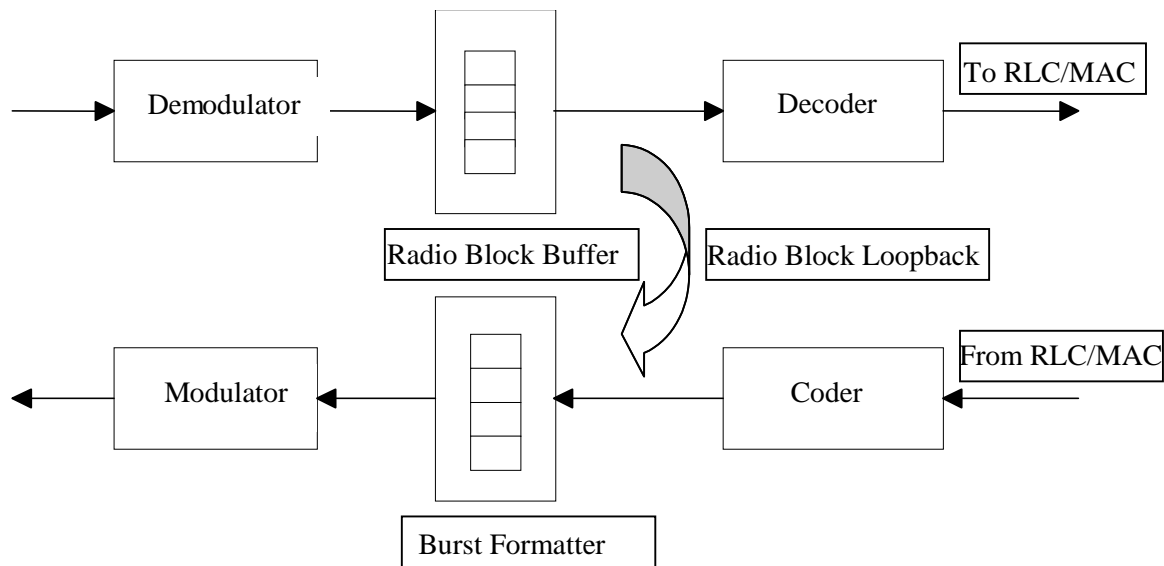 Demodulator
Decoder
To RLC/MAC
Radio Block Buffer
Radio Block Loopback
Modulator
Coder
From RLC/MAC
Burst Formatter